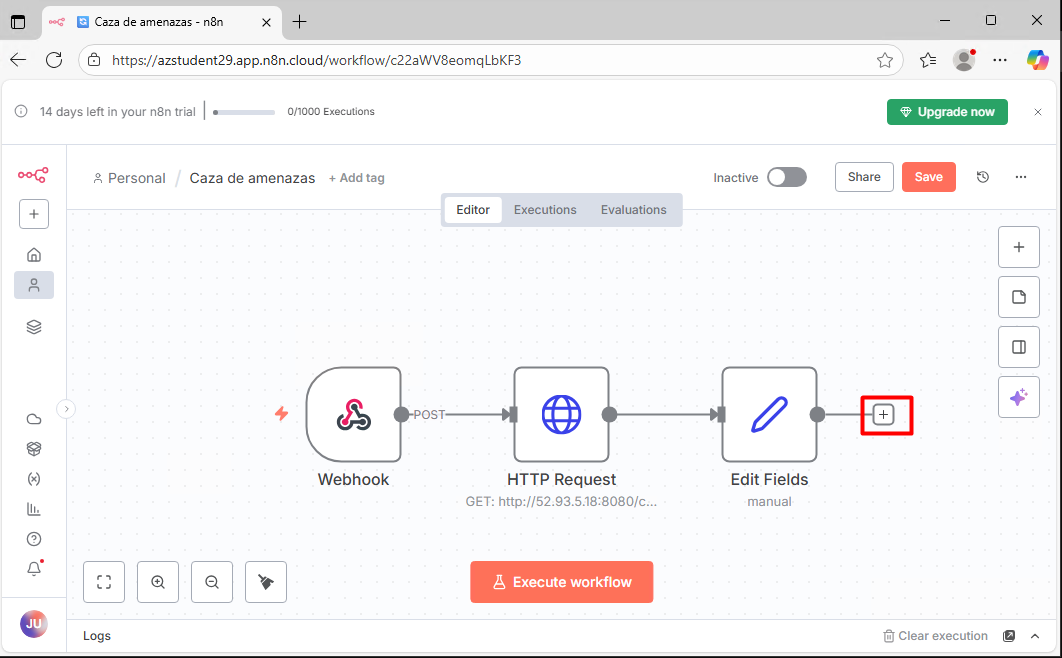 Caza de amenazas - n8n
https://azstudent29.app.n8n.cloud/workflow/c22aWV8eomqLbKF3
14 days left in your n8n trial
0/1000 Executions
Upgrade now
Personal / Caza de amenazas + Add tag
Inactive
Share
Save
Editor
Executions
Evaluations
POST
Webhook
HTTP Request
GET: http://52.93.5.18:8080/c...
Edit Fields
manual
Execute workflow
JU
Logs
Clear execution